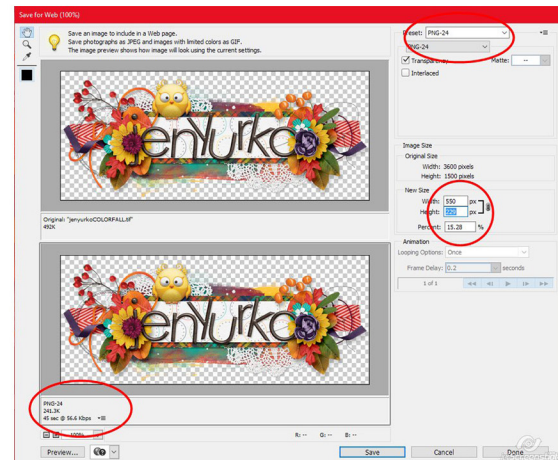 Save for Web (100%)
Save an image to include in a Web page.
Save photographs as JPEG and images with limited colors as GIF.
The image preview shows how image will look using the current settings.
jenYurko
Original: "jenyurkoCOLORFALL.tif"
492K
jenYurko
PNG-24
241.3K
45 sec @ 56.6 Kbps
100%
R: --
G: --
B: --
Preview...
Save
Cancel
Done
Preset: PNG-24
PNG-24
Transparency
Matte: --
Interlaced
Image Size
Original Size
Width: 3600 pixels
Height: 1500 pixels
New Size
Width: 550 px
Height: 229 px
Percent: 15.28 %
Animation
Looping Options: Once
Frame Delay: 0.2 seconds
1 of 1